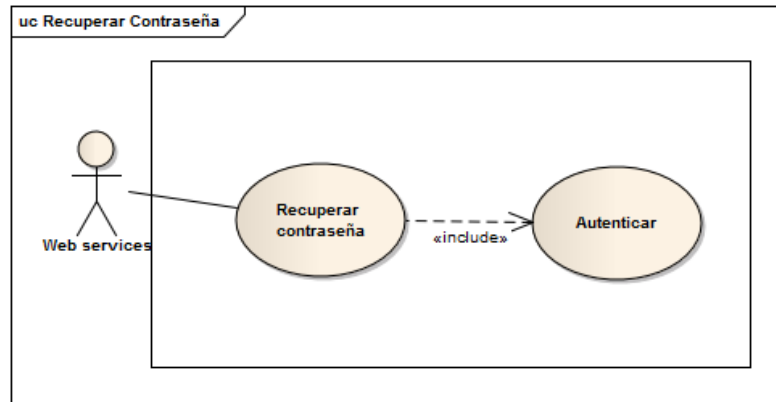 uc Recuperar Contraseña
Web services
Recuperar
contraseña
«include»
Autenticar